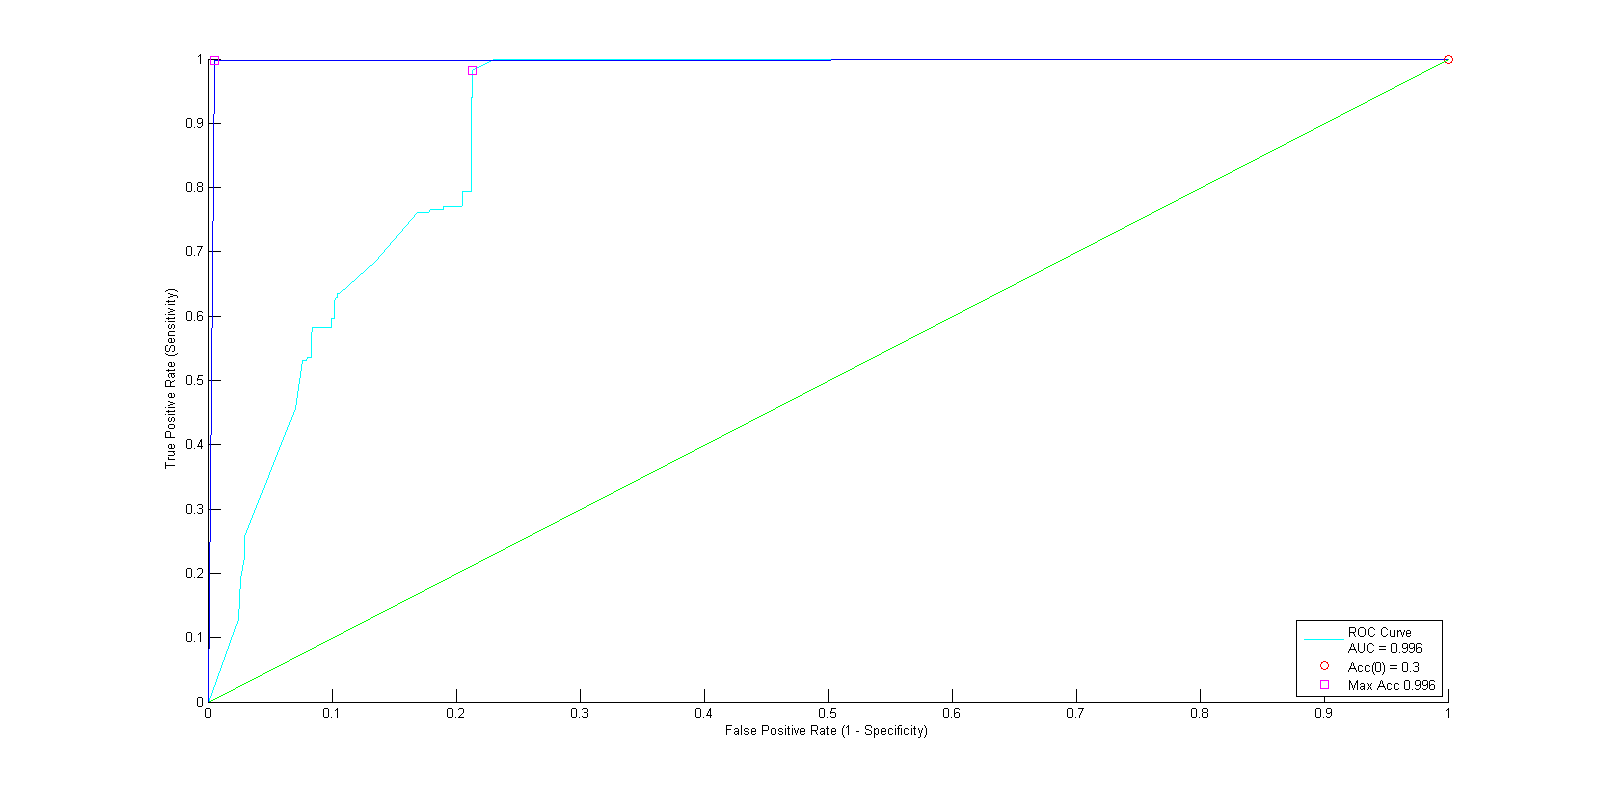 1
0.9
0.8
0.7
0.6
0.5
0.4
0.3
0.2
0.1
0
True Positive Rate (Sensitivity)
0 0.1 0.2 0.3 0.4 0.5 0.6 0.7 0.8 0.9 1
False Positive Rate (1 - Specificity)
ROC Curve
AUC = 0.996
Acc(0) = 0.3
Max Acc 0.996